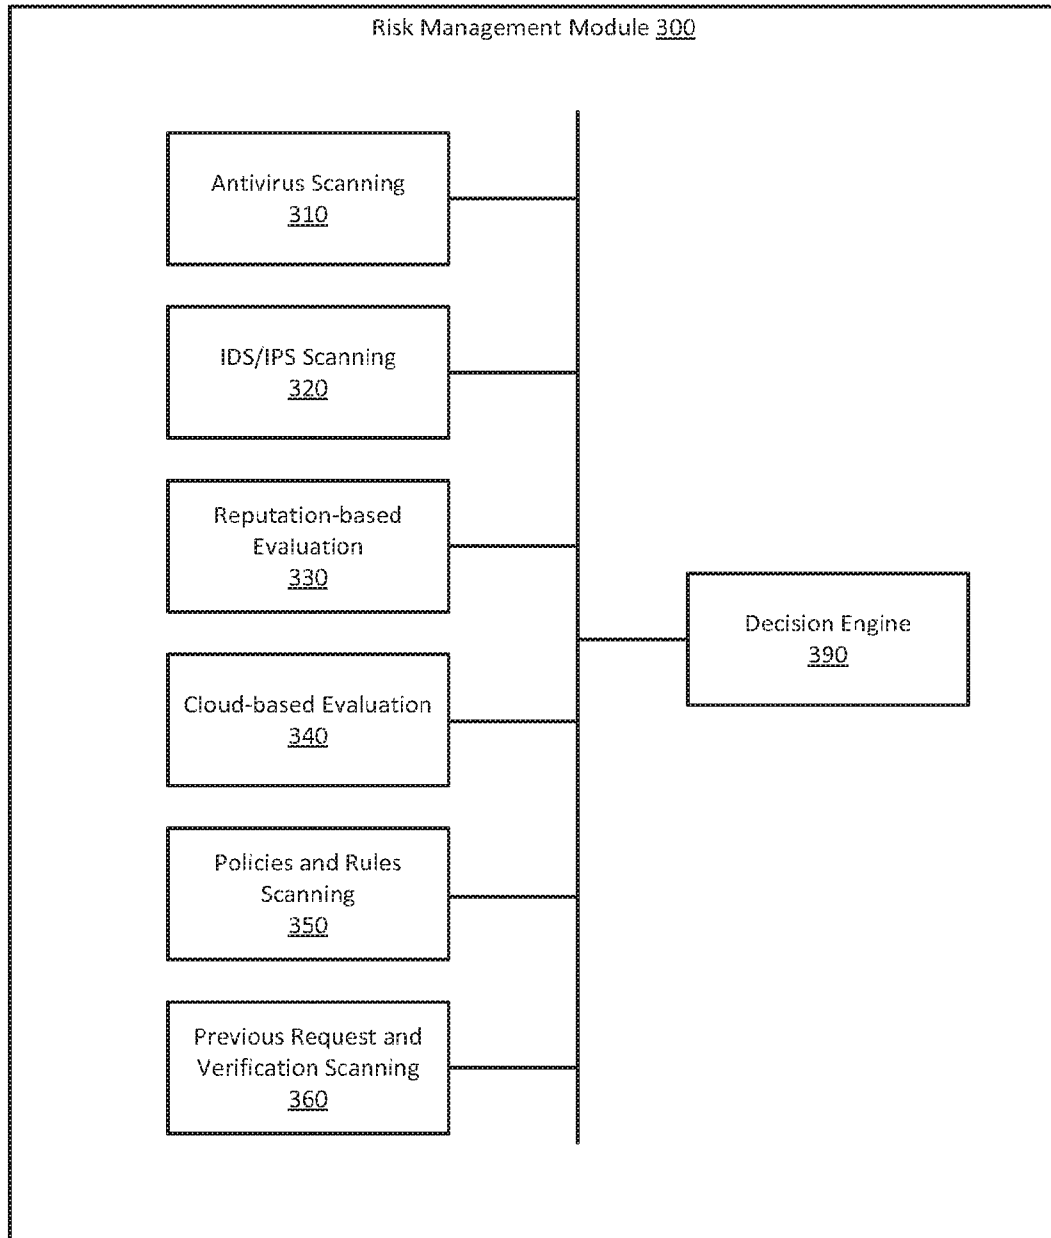 Risk Management Module 300
Antivirus Scanning
310
IDS/IPS Scanning
320
Reputation-based
Evaluation
330
Cloud-based Evaluation
340
Policies and Rules
Scanning
350
Previous Request and
Verification Scanning
360
Decision Engine
390